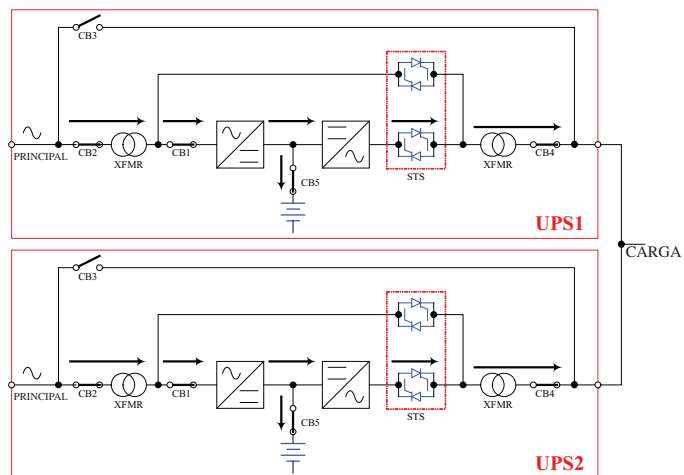 CB3
PRINCIPAL
CB2
XFMR
CB1
CB5
STS
XFMR
CB4
UPS1
CARGA
CB3
PRINCIPAL
CB2
XFMR
CB1
CB5
STS
XFMR
CB4
UPS2